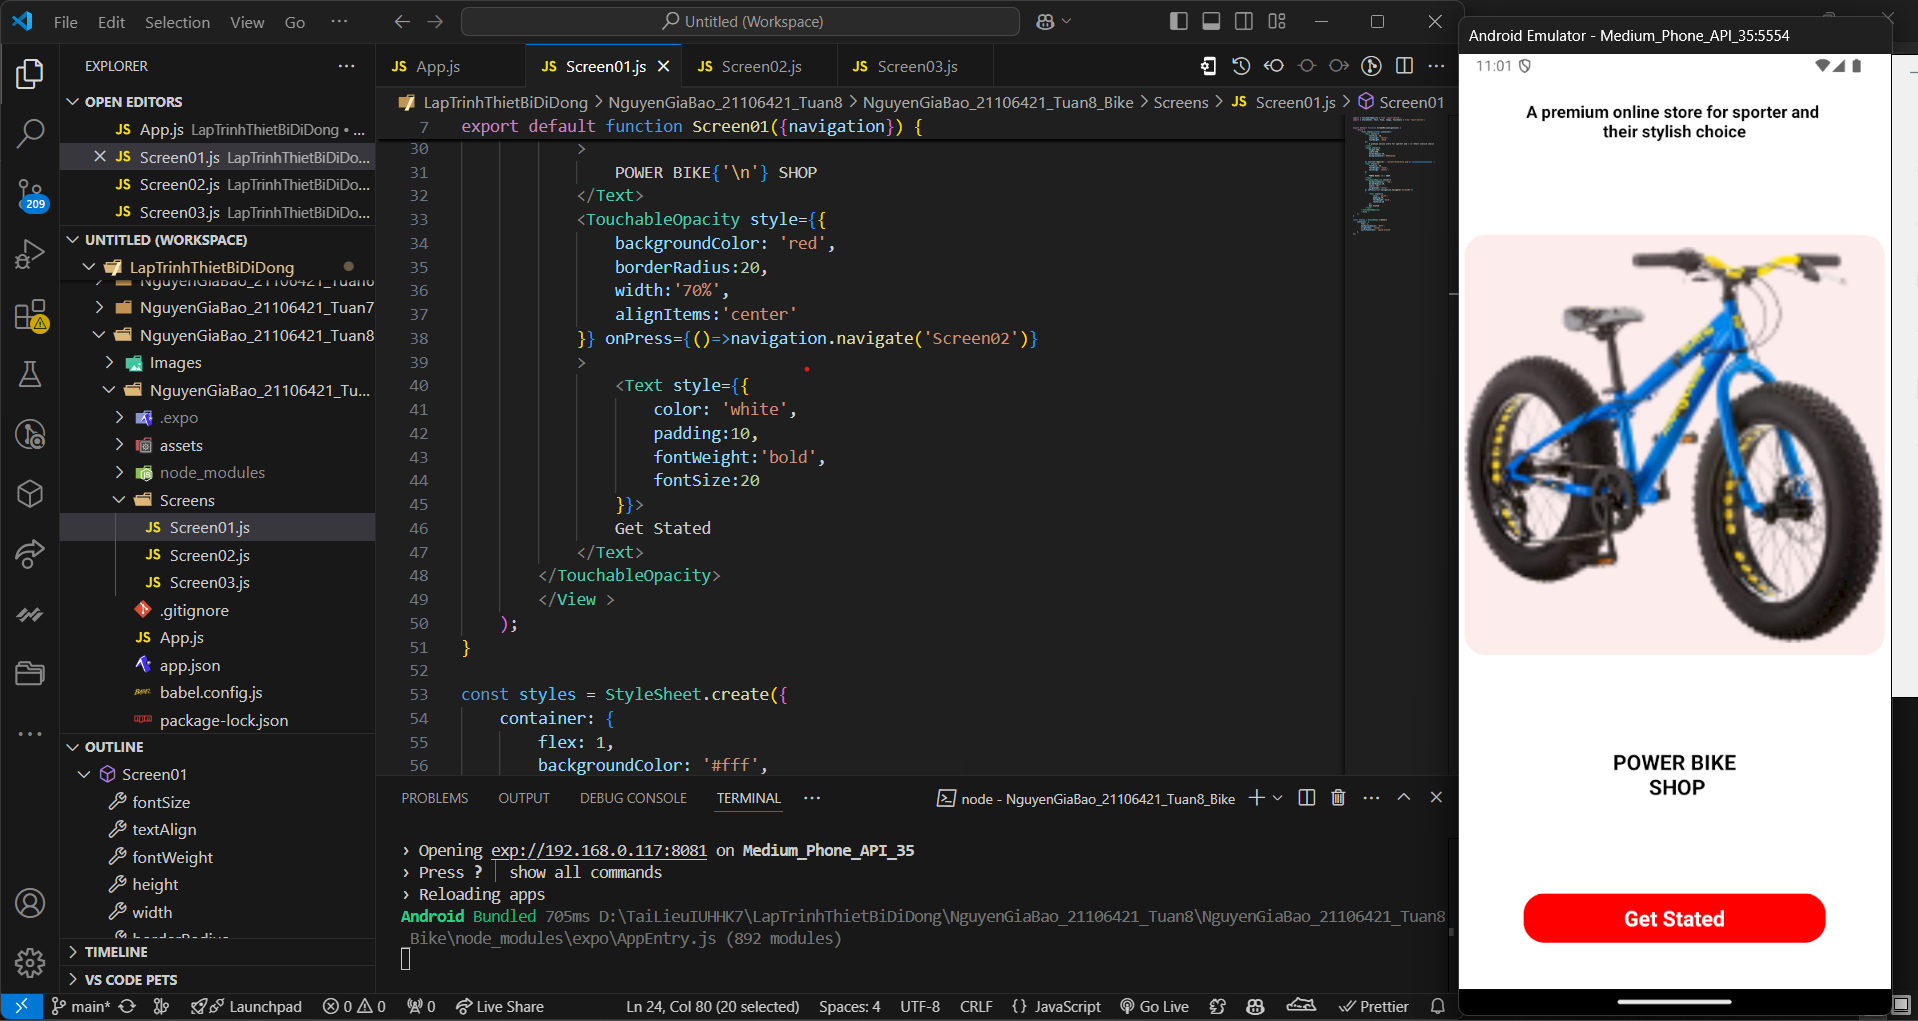 File Edit Selection View Go ··· Untitled (Workspace)
EXPLORER ···
OPEN EDITORS
App.js LapTrinhThietBiDiDong • ...
Screen01.js LapTrinhThietBiDiDo...
Screen02.js LapTrinhThietBiDiDo...
Screen03.js LapTrinhThietBiDiDo...
UNTITLED (WORKSPACE)
LapTrinhThietBiDiDong
NguyenGiaBao_21106421_Tuan6
NguyenGiaBao_21106421_Tuan7
NguyenGiaBao_21106421_Tuan8
Images
NguyenGiaBao_21106421_Tu...
.expo
assets
node_modules
Screens
JS Screen01.js
JS Screen02.js
JS Screen03.js
.gitignore
JS App.js
app.json
babel.config.js
package-lock.json
OUTLINE
Screen01
fontSize
textAlign
fontWeight
height
width
borderRadius
TIMELINE
VS CODE PETS
209
JS App.js JS Screen01.js JS Screen02.js JS Screen03.js
LapTrinhThietBiDiDong > NguyenGiaBao_21106421_Tuan8 > NguyenGiaBao_21106421_Tuan8_Bike > Screens > JS Screen01.js > Screen01
7 export default function Screen01({navigation}) {
30 >
31 POWER BIKE{'\n'} SHOP
32 </Text>
33 <TouchableOpacity style={{
34 backgroundColor: 'red',
35 borderRadius:20,
36 width:'70%',
37 alignItems:'center'
38 }} onPress={()=>navigation.navigate('Screen02')}
39 >
40 <Text style={{
41 color: 'white',
42 padding:10,
43 fontWeight:'bold',
44 fontSize:20
45 }}>
46 Get Stated
47 </Text>
48 </TouchableOpacity>
49 </View >
50 );
51 }
52
53 const styles = StyleSheet.create({
54 container: {
55 flex: 1,
56 backgroundColor: '#fff',
PROBLEMS OUTPUT DEBUG CONSOLE TERMINAL ··· node - NguyenGiaBao_21106421_Tuan8_Bike
› Opening exp://192.168.0.117:8081 on Medium_Phone_API_35
› Press ? │ show all commands
› Reloading apps
Android Bundled 705ms D:\TaiLieuIUHHK7\LapTrinhThietBiDiDong\NguyenGiaBao_21106421_Tuan8\NguyenGiaBao_21106421_Tuan8
_Bike\node_modules\expo\AppEntry.js (892 modules)
main* Launchpad 0 0 0 Live Share Ln 24, Col 80 (20 selected) Spaces: 4 UTF-8 CRLF {} JavaScript Go Live Prettier
Android Emulator - Medium_Phone_API_35:5554
11:01
A premium online store for sporter and
their stylish choice
POWER BIKE
SHOP
Get Stated